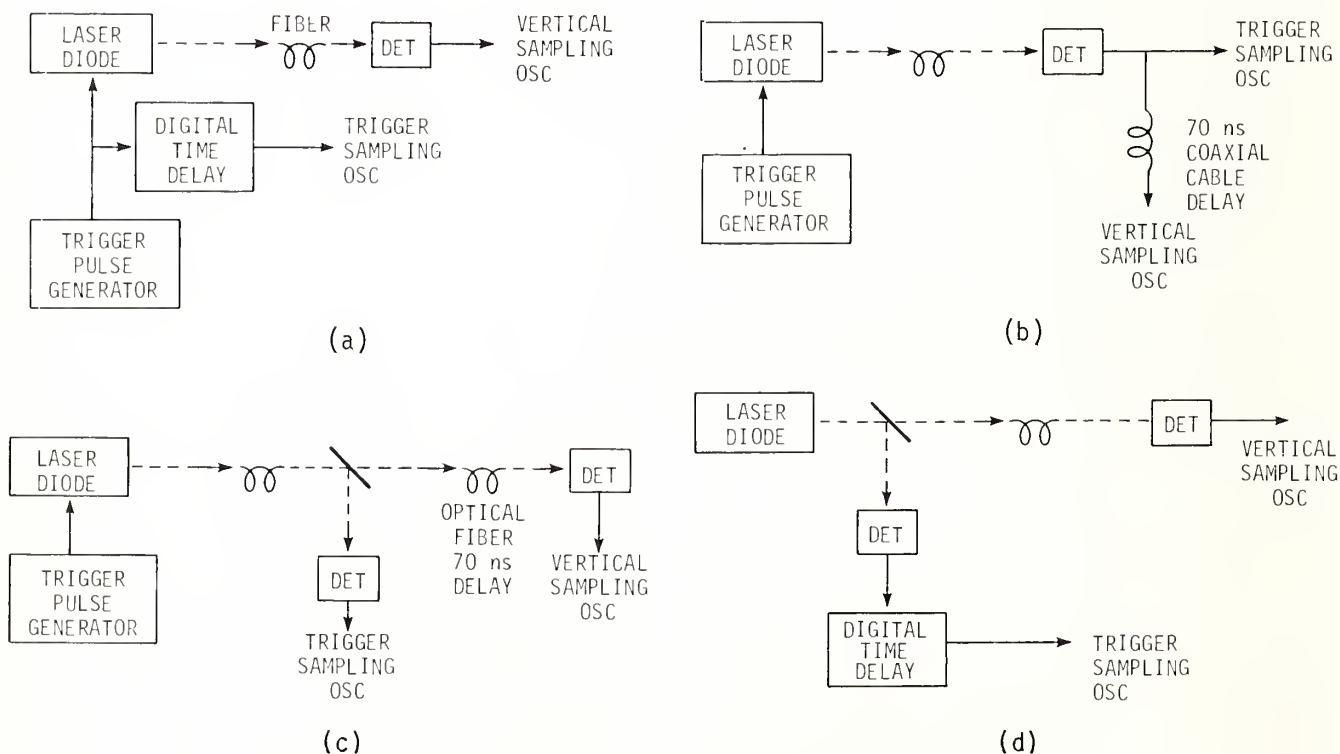 LASER
DIODE
FIBER
DET
VERTICAL
SAMPLING
OSC
DIGITAL
TIME
DELAY
TRIGGER
SAMPLING
OSC
TRIGGER
PULSE
GENERATOR
(a)
LASER
DIODE
DET
TRIGGER
SAMPLING
OSC
TRIGGER
PULSE
GENERATOR
70 ns
COAXIAL
CABLE
DELAY
VERTICAL
SAMPLING
OSC
(b)
LASER
DIODE
TRIGGER
PULSE
GENERATOR
DET
TRIGGER
SAMPLING
OSC
OPTICAL
FIBER
70 ns
DELAY
DET
VERTICAL
SAMPLING
OSC
(c)
LASER
DIODE
DET
VERTICAL
SAMPLING
OSC
DET
DIGITAL
TIME
DELAY
TRIGGER
SAMPLING
OSC
(d)